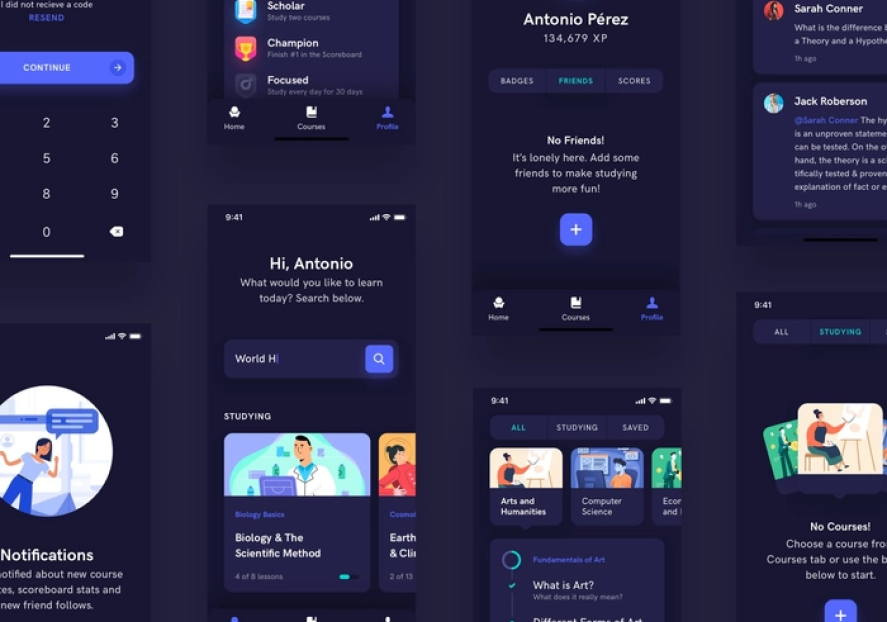 I did not recieve a code
RESEND
CONTINUE
2 3
5 6
8 9
0
Notifications
notified about new course
scoreboard stats and
new friend follows.
Scholar
Study two courses
Champion
Finish #1 in the Scoreboard
Focused
Study every day for 30 days
Home Courses Profile
9:41
Hi, Antonio
What would you like to learn
today? Search below.
World H
STUDYING
Biology Basics
Biology & The
Scientific Method
4 of 8 lessons
Cosmol
Earth
& Cli
2 of 13
Antonio Pérez
134,679 XP
BADGES FRIENDS SCORES
No Friends!
It's lonely here. Add some
friends to make studying
more fun!
Home Courses Profile
9:41
ALL STUDYING SAVED
Arts and
Humanities
Computer
Science
Econ
and
Fundamentals of Art
What is Art?
What does it really mean?
Different Forms of Art
Sarah Conner
What is the difference b
a Theory and a Hypothe
1h ago
Jack Roberson
@Sarah Conner The hy
is an unproven stateme
can be tested. On the o
hand, the theory is a sci
tifically tested & proven
explanation of fact or e
1h ago
9:41
ALL STUDYING
No Courses!
Choose a course fro
Courses tab or use the b
below to start.